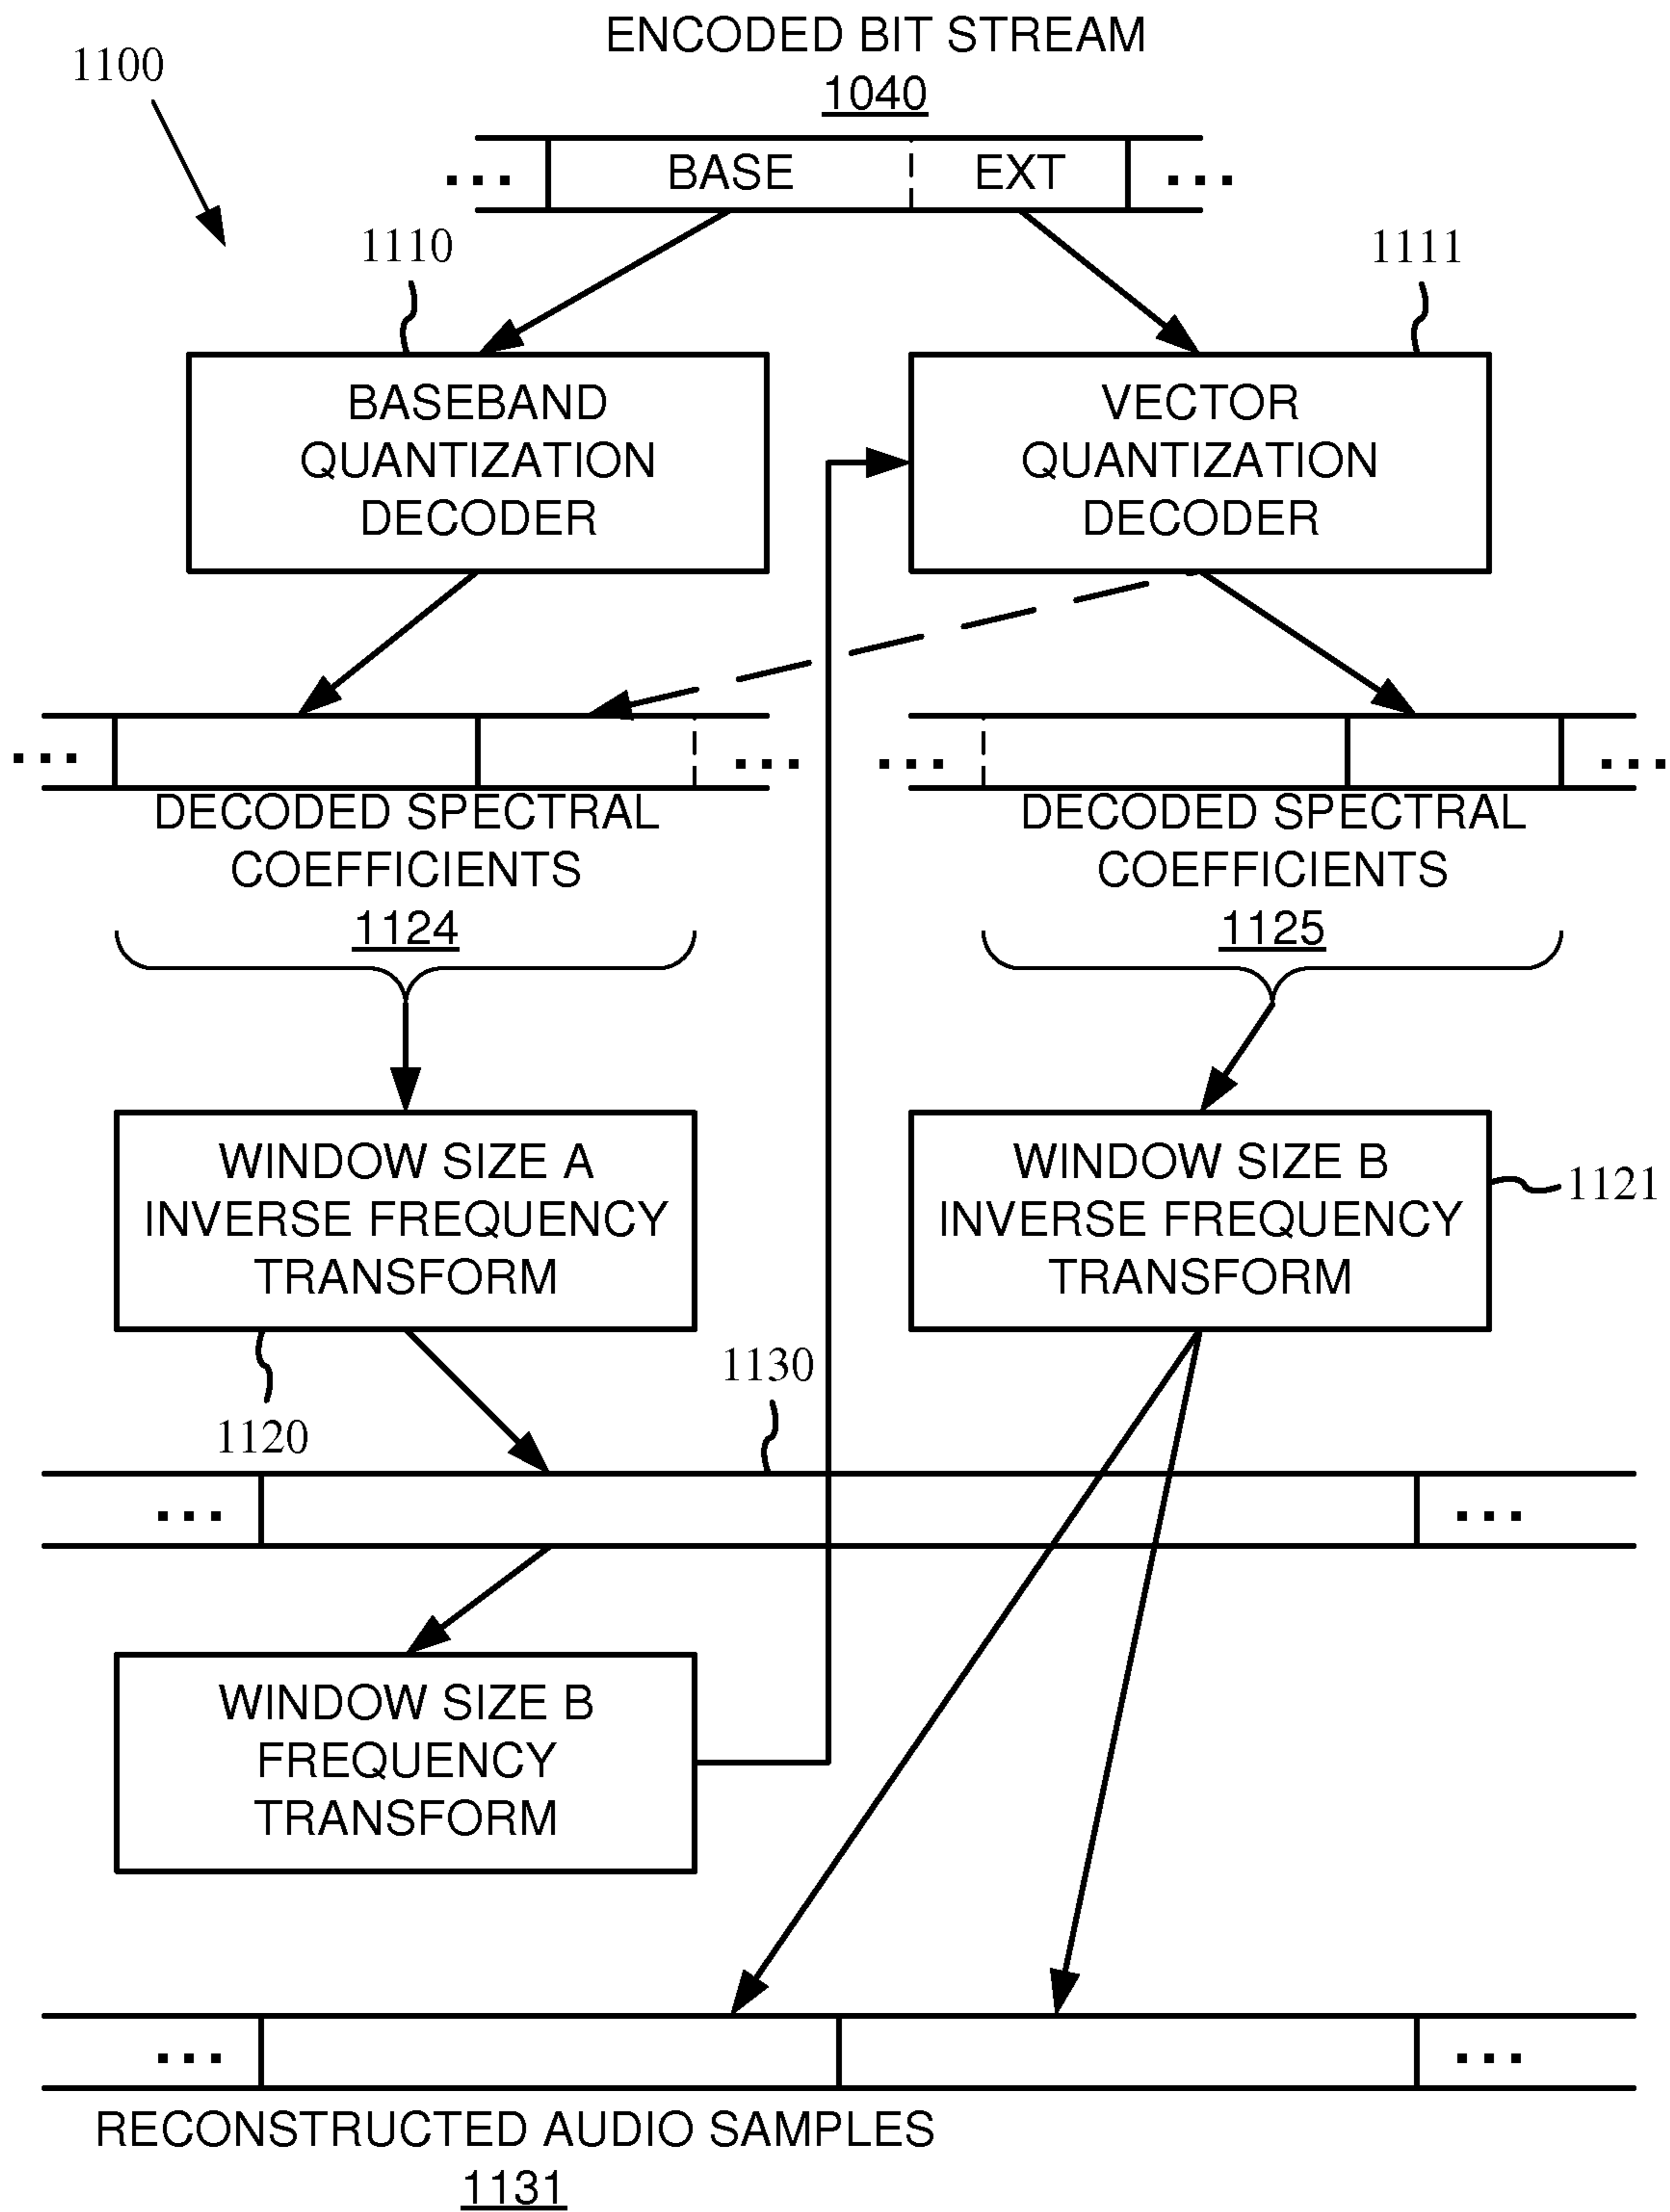 ENCODED BIT STREAM
1040
1100
... BASE EXT ...
1110
1111
BASEBAND
QUANTIZATION
DECODER
VECTOR
QUANTIZATION
DECODER
... ...
... ...
DECODED SPECTRAL
COEFFICIENTS
1124
DECODED SPECTRAL
COEFFICIENTS
1125
WINDOW SIZE A
INVERSE FREQUENCY
TRANSFORM
WINDOW SIZE B
INVERSE FREQUENCY
TRANSFORM
1121
1130
1120
... ...
WINDOW SIZE B
FREQUENCY
TRANSFORM
... ...
RECONSTRUCTED AUDIO SAMPLES
1131